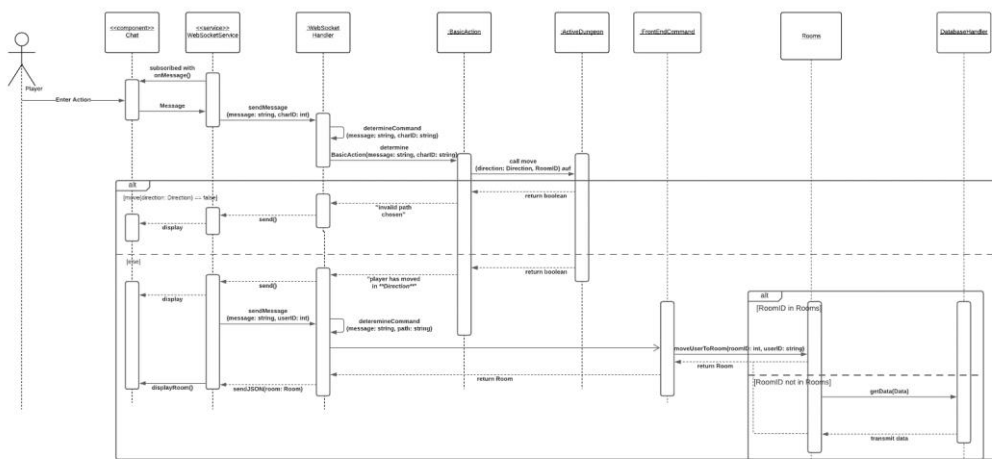 <<component>>
Chat
<<service>>
WebSocketService
:WebSocket
Handler
:BasicAction
:ActiveDungeon
:FrontEndCommand
:Rooms
:DatabaseHandler
Player
subscribed with
onMessage()
Enter Action
Message
sendMessage
(message: string, charID: int)
determineCommand
(message: string, charID: string)
determine
BasicAction(message: string, charID: string)
call move
(direction: Direction, RoomID) auf
alt
[move(direction: Direction) == false]
return boolean
"invalid path
chosen"
send()
display
[else]
return boolean
"player has moved
in **Direction**"
send()
display
sendMessage
(message: string, userID: int)
deteremineCommand
(message: string, path: string)
alt
[RoomID in Rooms]
moveUserToRoom(roomID: int, userID: string)
return Room
return Room
displayRoom()
sendJSON(room: Room)
[RoomID not in Rooms]
getData(Data)
transmit data